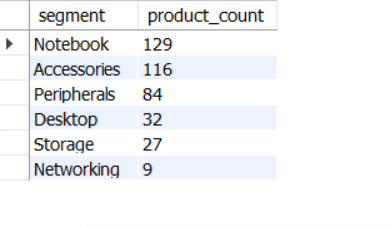 segment product_count
Notebook 129
Accessories 116
Peripherals 84
Desktop 32
Storage 27
Networking 9